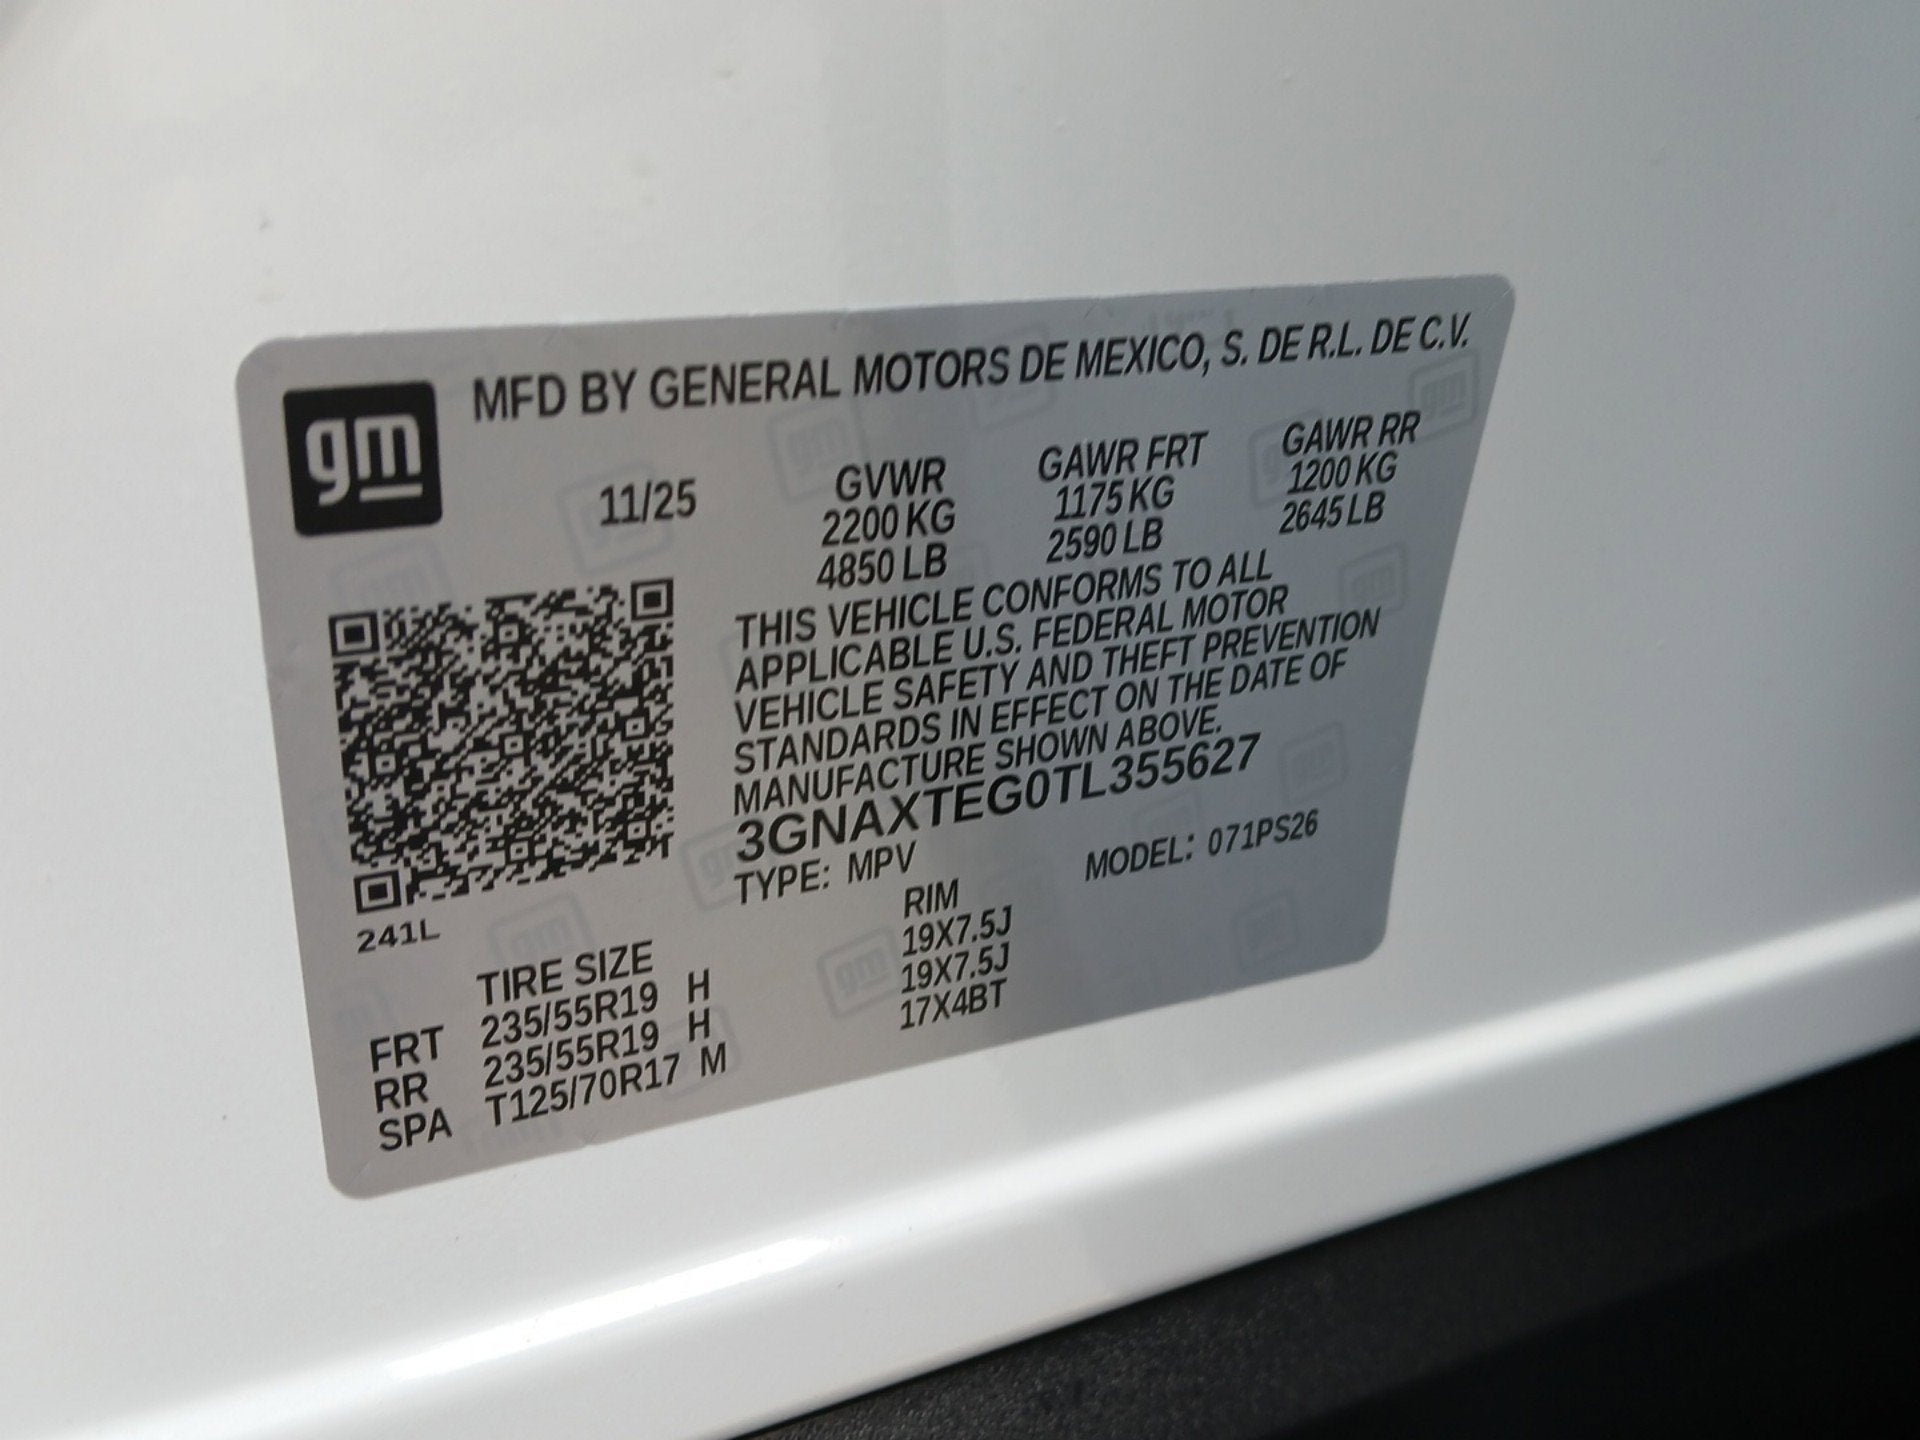 gm
MFD BY GENERAL MOTORS DE MEXICO, S. DE R.L. DE C.V.
11/25
GVWR GAWR FRT GAWR RR
2200 KG 1175 KG 1200 KG
4850 LB 2590 LB 2645 LB
THIS VEHICLE CONFORMS TO ALL
APPLICABLE U.S. FEDERAL MOTOR
VEHICLE SAFETY AND THEFT PREVENTION
STANDARDS IN EFFECT ON THE DATE OF
MANUFACTURE SHOWN ABOVE.
3GNAXTEG0TL355627
TYPE: MPV MODEL: 071PS26
241L
TIRE SIZE RIM
FRT 235/55R19 H 19X7.5J
RR 235/55R19 H 19X7.5J
SPA T125/70R17 M 17X4BT